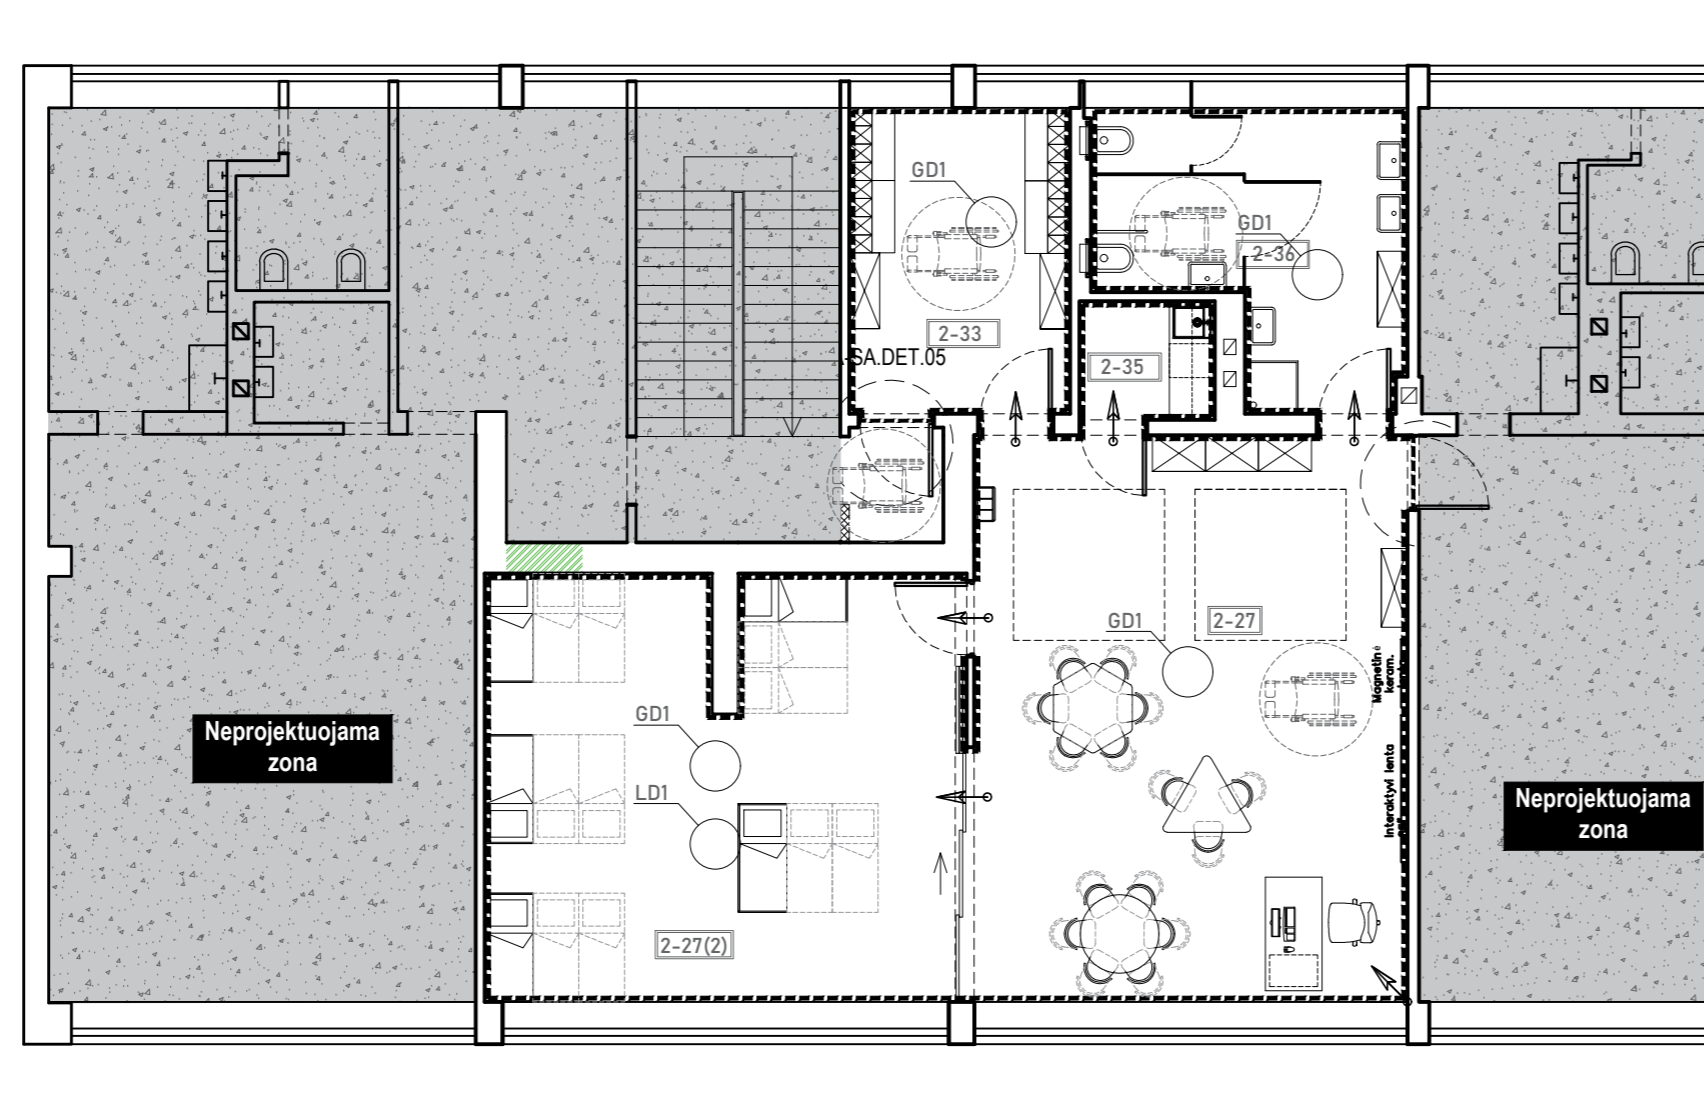 GD1
GD1
2-36
2-33
SA.DET.05
2-35
GD1
2-27
Magnetinė
keram.
GD1
Neprojektuojama
zona
LD1
Interaktyvi lenta
Neprojektuojama
zona
2-27(2)